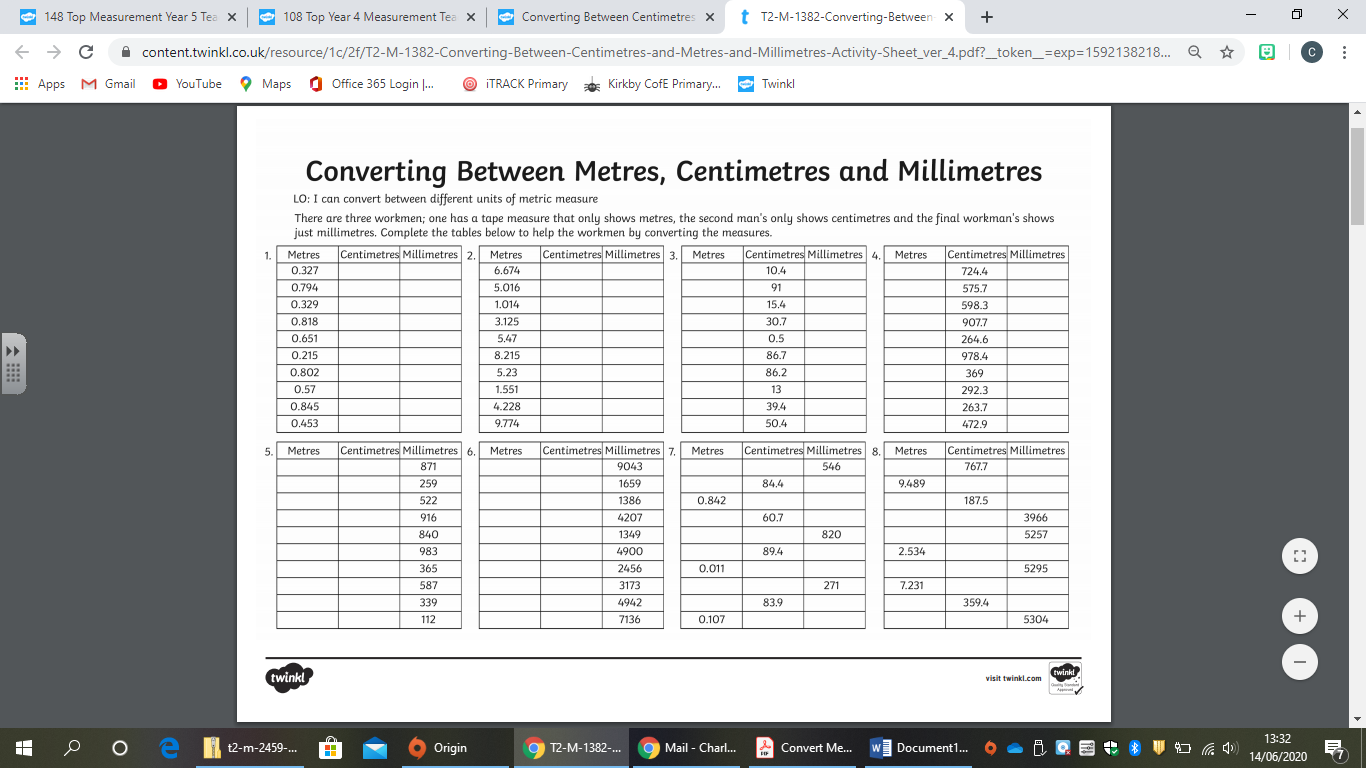 148 Top Measurement Year 5 Tea
108 Top Year 4 Measurement Tea
Converting Between Centimetres
T2-M-1382-Converting-Between
content.twinkl.co.uk/resource/1c/2f/T2-M-1382-Converting-Between-Centimetres-and-Metres-and-Millimetres-Activity-Sheet_ver_4.pdf?__token__=exp=1592138218...
C
Apps Gmail YouTube Maps Office 365 Login |... iTRACK Primary Kirkby CofE Primary... Twinkl
Converting Between Metres, Centimetres and Millimetres
LO: I can convert between different units of metric measure
There are three workmen; one has a tape measure that only shows metres, the second man's only shows centimetres and the final workman's shows
just millimetres. Complete the tables below to help the workmen by converting the measures.
1. Metres Centimetres Millimetres 2. Metres Centimetres Millimetres 3. Metres Centimetres Millimetres 4. Metres Centimetres Millimetres
0.327 6.674 10.4 724.4
0.794 5.016 91 575.7
0.329 1.014 15.4 598.3
0.818 3.125 30.7 907.7
0.651 5.47 0.5 264.6
0.215 8.215 86.7 978.4
0.802 5.23 86.2 369
0.57 1.551 13 292.3
0.845 4.228 39.4 263.7
0.453 9.774 50.4 472.9
5. Metres Centimetres Millimetres 6. Metres Centimetres Millimetres 7. Metres Centimetres Millimetres 8. Metres Centimetres Millimetres
871 9043 546 767.7
259 1659 84.4 9.489
522 1386 0.842 187.5
916 4207 60.7 3966
840 1349 820 5257
983 4900 89.4 2.534
365 2456 0.011 5295
587 3173 271 7.231
339 4942 83.9 359.4
112 7136 0.107 5304
twinkl
visit twinkl.com
twinkl
Quality Standard
Approved
t2-m-2459-... Origin T2-M-1382-... Mail - Charl... Convert Me... Document1... 13:32
14/06/2020
7